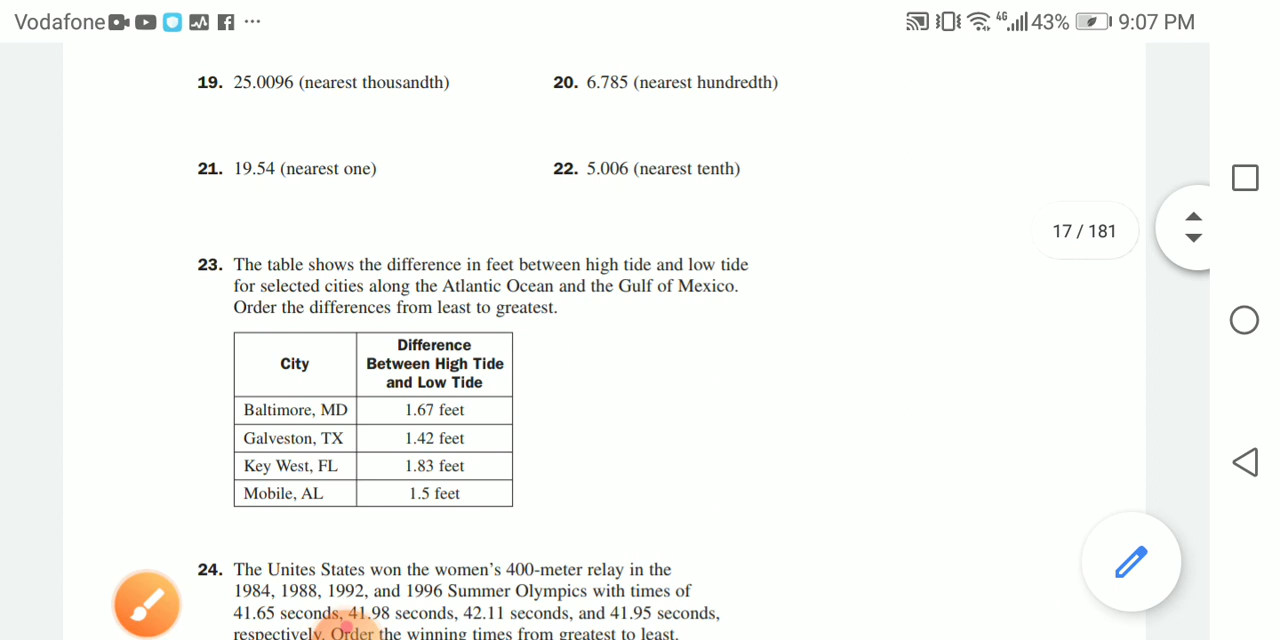 Vodafone ... 4G 43% 9:07 PM
19. 25.0096 (nearest thousandth) 20. 6.785 (nearest hundredth)
21. 19.54 (nearest one) 22. 5.006 (nearest tenth)
17 / 181
23. The table shows the difference in feet between high tide and low tide
for selected cities along the Atlantic Ocean and the Gulf of Mexico.
Order the differences from least to greatest.
City Difference
Between High Tide
and Low Tide
Baltimore, MD 1.67 feet
Galveston, TX 1.42 feet
Key West, FL 1.83 feet
Mobile, AL 1.5 feet
24. The Unites States won the women's 400-meter relay in the
1984, 1988, 1992, and 1996 Summer Olympics with times of
41.65 seconds, 41.98 seconds, 42.11 seconds, and 41.95 seconds,
respectively. Order the winning times from greatest to least.